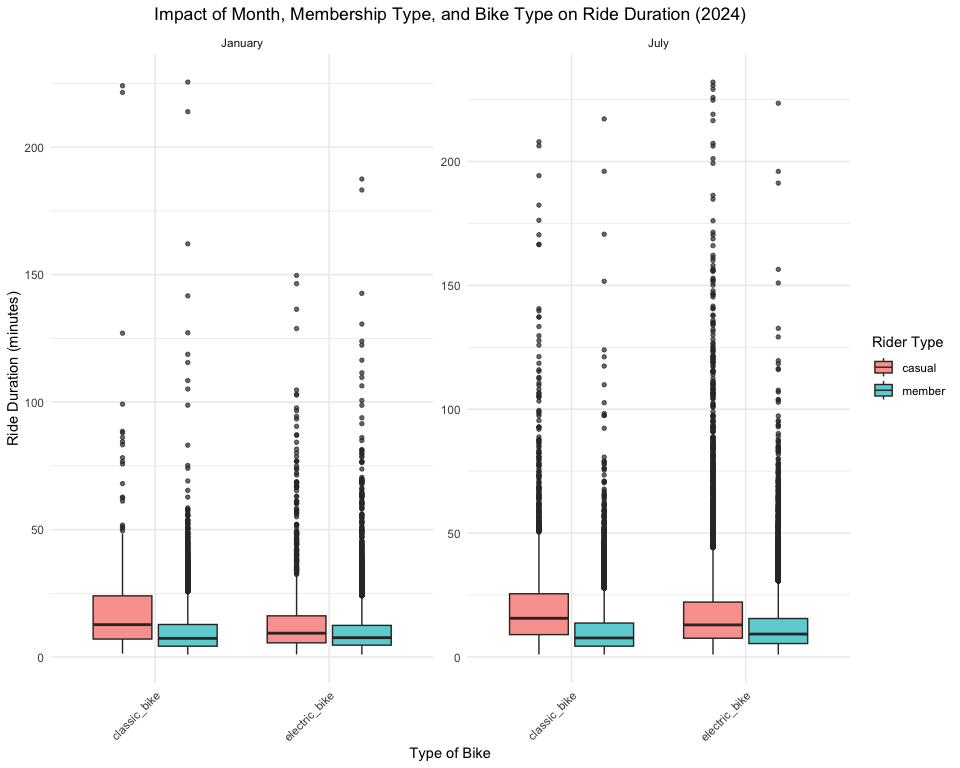 Impact of Month, Membership Type, and Bike Type on Ride Duration (2024)
January
July
Ride Duration (minutes)
200
150
100
50
0
200
150
100
50
0
classic_bike
electric_bike
classic_bike
electric_bike
Type of Bike
Rider Type
casual
member